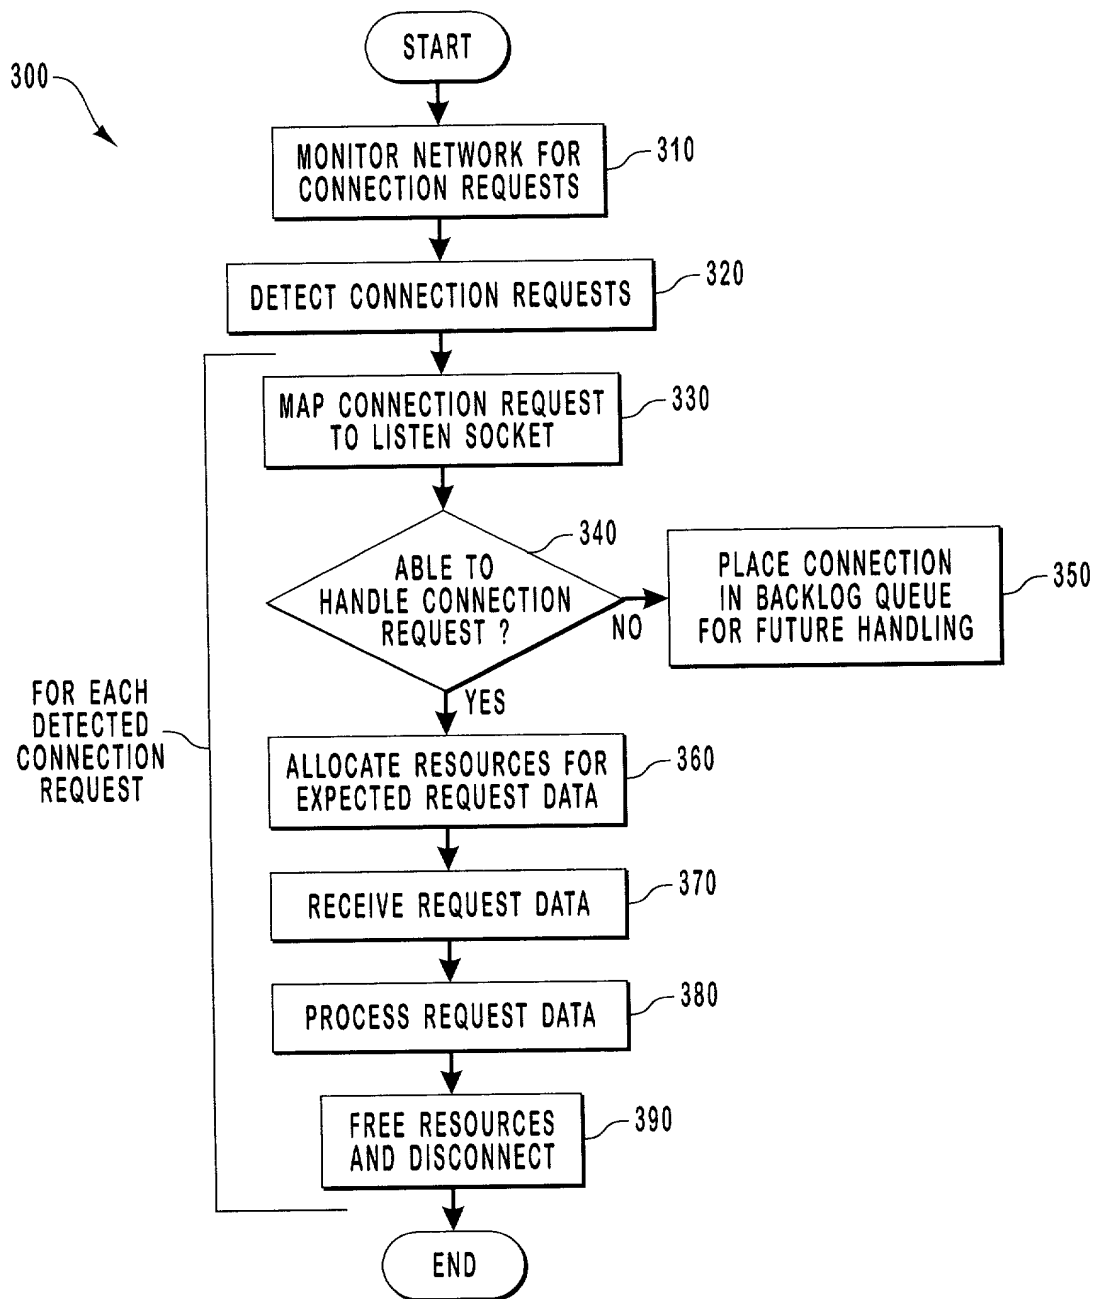 START
300
MONITOR NETWORK FOR
CONNECTION REQUESTS
310
DETECT CONNECTION REQUESTS
320
MAP CONNECTION REQUEST
TO LISTEN SOCKET
330
ABLE TO
HANDLE CONNECTION
REQUEST ?
340
NO
PLACE CONNECTION
IN BACKLOG QUEUE
FOR FUTURE HANDLING
350
YES
FOR EACH
DETECTED
CONNECTION
REQUEST
ALLOCATE RESOURCES FOR
EXPECTED REQUEST DATA
360
RECEIVE REQUEST DATA
370
PROCESS REQUEST DATA
380
FREE RESOURCES
AND DISCONNECT
390
END